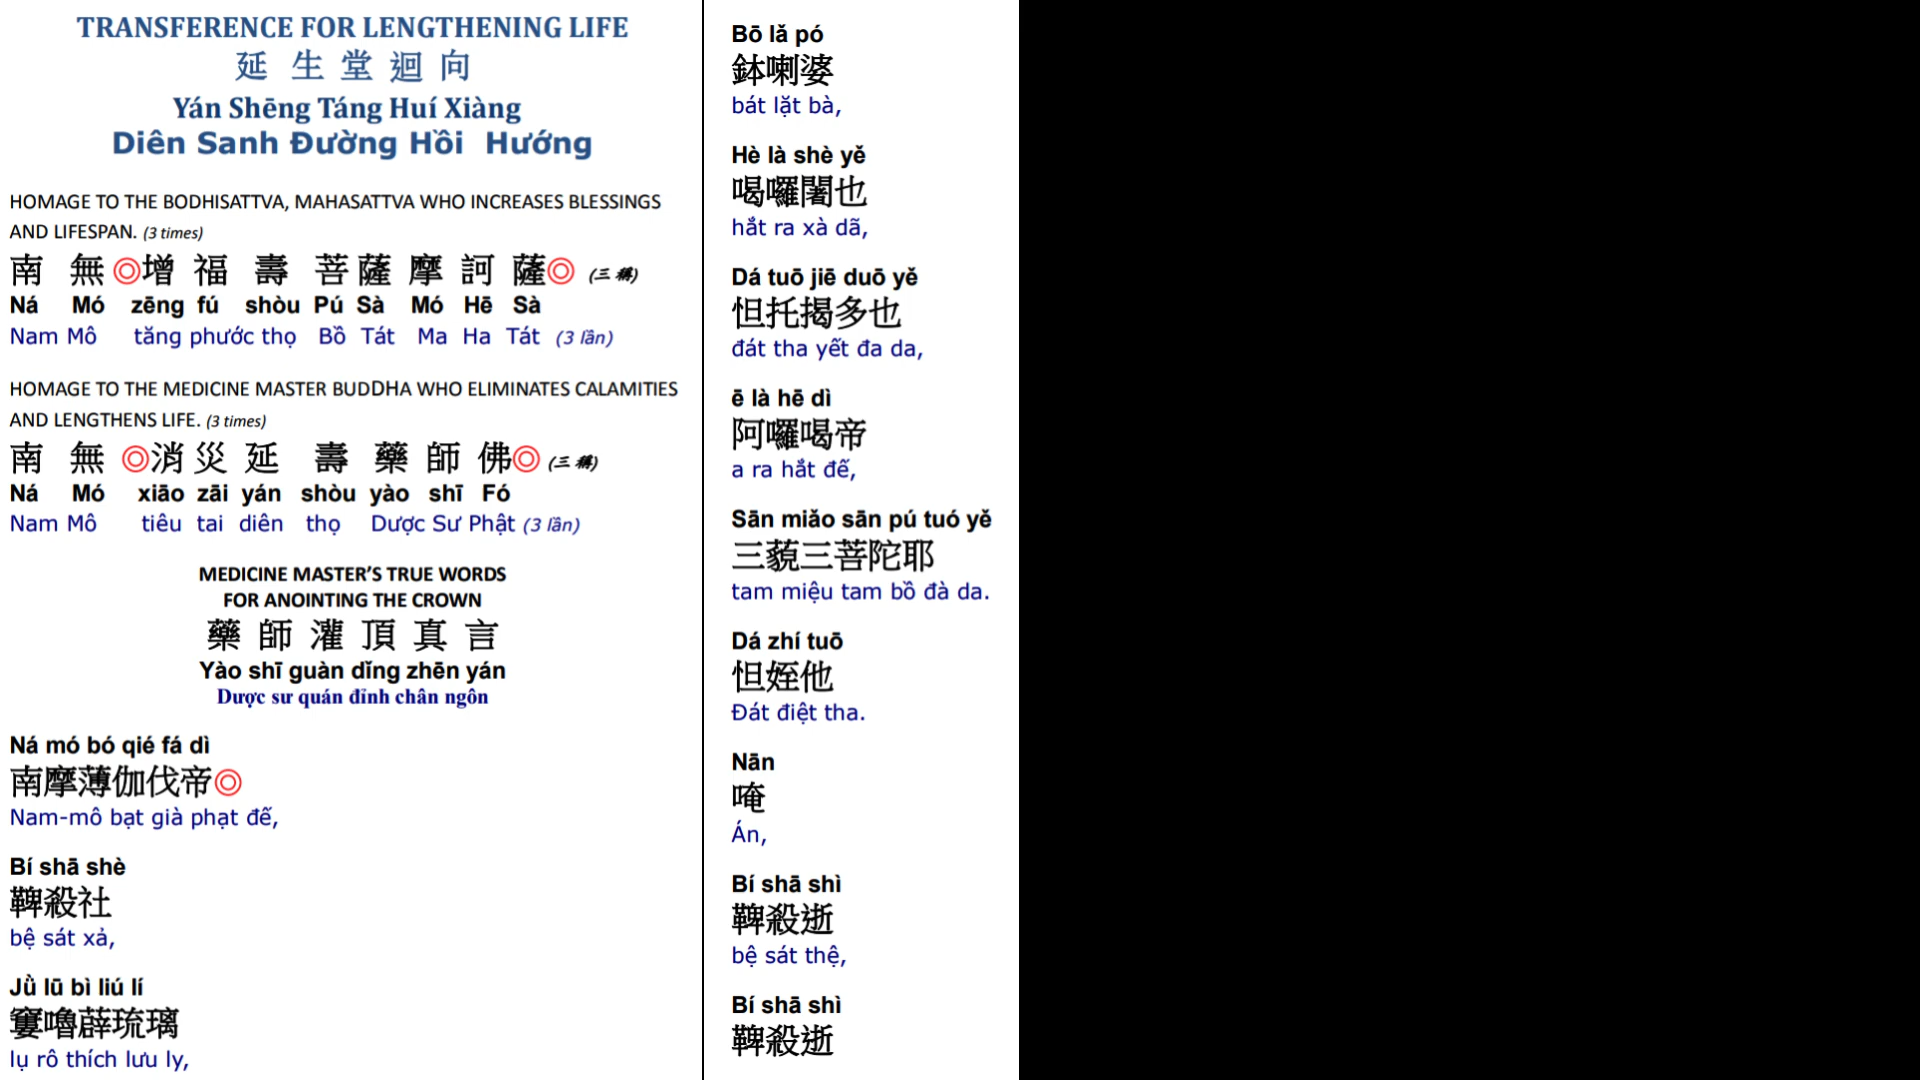 TRANSFERENCE FOR LENGTHENING LIFE
延 生 堂 迴 向
Yán Shēng Táng Huí Xiàng
Diên Sanh Đường Hồi Hướng
HOMAGE TO THE BODHISATTVA, MAHASATTVA WHO INCREASES BLESSINGS
AND LIFESPAN. (3 times)
南 無 ◎增 福 壽 菩 薩 摩 訶 薩◎ (三 稱)
Ná Mó zēng fú shòu Pú Sà Mó Hē Sà
Nam Mô tăng phước thọ Bồ Tát Ma Ha Tát (3 lần)
HOMAGE TO THE MEDICINE MASTER BUDDHA WHO ELIMINATES CALAMITIES
AND LENGTHENS LIFE. (3 times)
南 無 ◎消 災 延 壽 藥 師 佛◎ (三 稱)
Ná Mó xiāo zāi yán shòu yào shī Fó
Nam Mô tiêu tai diên thọ Dược Sư Phật (3 lần)
MEDICINE MASTER’S TRUE WORDS
FOR ANOINTING THE CROWN
藥 師 灌 頂 真 言
Yào shī guàn dǐng zhēn yán
Dược sư quán đỉnh chân ngôn
Ná mó bó qié fá dì
南摩薄伽伐帝◎
Nam-mô bạt già phạt đế,
Bí shā shè
鞞殺社
bệ sát xả,
Jǜ lū bì liú lí
窶嚕薜琉璃
lụ rô thích lưu ly,
Bō lǎ pó
鉢喇婆
bát lặt bà,
Hè là shè yě
喝囉闍也
hắt ra xà dã,
Dá tuō jiē duō yě
怛托揭多也
đát tha yết đa da,
ē là hē dì
阿囉喝帝
a ra hắt đế,
Sān miǎo sān pú tuó yě
三藐三菩陀耶
tam miệu tam bồ đà da.
Dá zhí tuō
怛姪他
Đát điệt tha.
Nān
唵
Án,
Bí shā shì
鞞殺逝
bệ sát thệ,
Bí shā shì
鞞殺逝